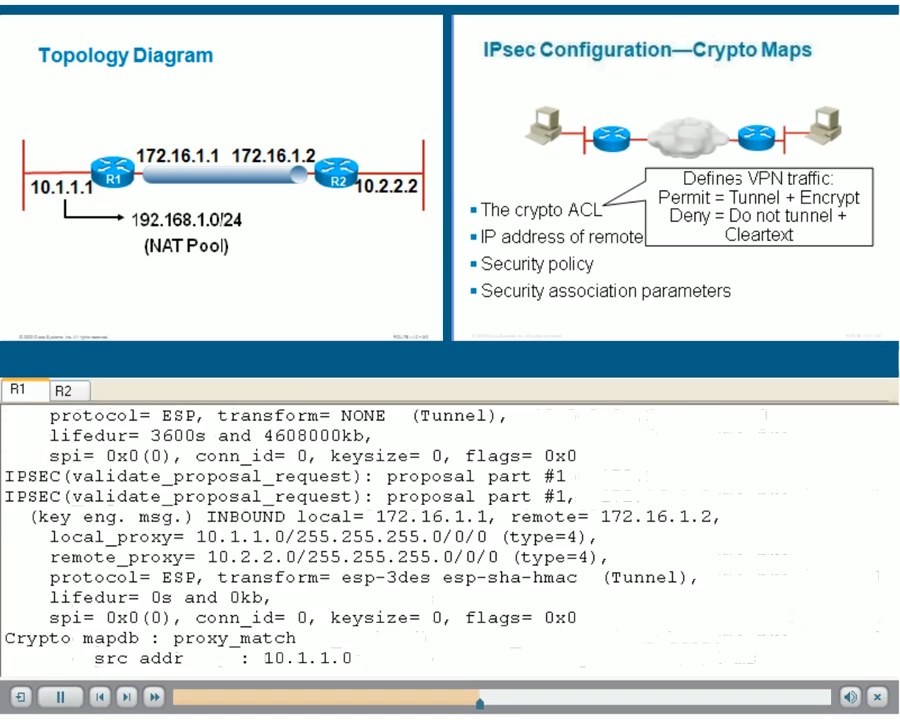 Topology Diagram
172.16.1.1 172.16.1.2
R1
R2
10.1.1.1
10.2.2.2
192.168.1.0/24
(NAT Pool)
IPsec Configuration—Crypto Maps
Defines VPN traffic:
Permit = Tunnel + Encrypt
Deny = Do not tunnel +
Cleartext
The crypto ACL
IP address of remote
Security policy
Security association parameters
R1 R2
protocol= ESP, transform= NONE (Tunnel),
lifedur= 3600s and 4608000kb,
spi= 0x0(0), conn_id= 0, keysize= 0, flags= 0x0
IPSEC(validate_proposal_request): proposal part #1
IPSEC(validate_proposal_request): proposal part #1,
(key eng. msg.) INBOUND local= 172.16.1.1, remote= 172.16.1.2,
local_proxy= 10.1.1.0/255.255.255.0/0/0 (type=4),
remote_proxy= 10.2.2.0/255.255.255.0/0/0 (type=4),
protocol= ESP, transform= esp-3des esp-sha-hmac (Tunnel),
lifedur= 0s and 0kb,
spi= 0x0(0), conn_id= 0, keysize= 0, flags= 0x0
Crypto mapdb : proxy_match
src addr : 10.1.1.0